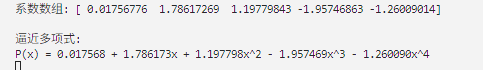 系数数组: [ 0.01756776  1.78617269  1.19779843 -1.95746863 -1.26009014]
逼近多项式:
P(x) = 0.017568 + 1.786173x + 1.197798x^2 - 1.957469x^3 - 1.260090x^4